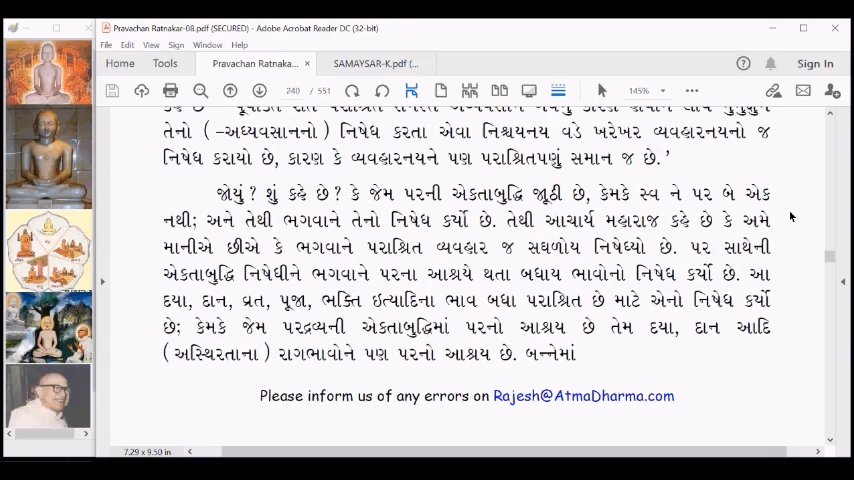 Pravachan Ratnakar-08.pdf (SECURED) - Adobe Acrobat Reader DC (32-bit)
File Edit View Sign Window Help
Home Tools Pravachan Ratnaka... × SAMAYSAR-K.pdf (... Sign In
240 / 551 145%
તેનો (-અધ્યવસાનનો) નિષેધ કરતા એવા નિશ્ચયનય વડે ખરેખર વ્યવહારનયનો જ
નિષેધ કરાયો છે, કારણ કે વ્યવહારનયને પણ પરાશ્રિતપણું સમાન જ છે.'
જોયું? શું કહે છે? કે જેમ પરની એકતાબુદ્ધિ જૂઠી છે, કેમકે સ્વ ને પર બે એક
નથી; અને તેથી ભગવાને તેનો નિષેધ કર્યો છે. તેથી આચાર્ય મહારાજ કહે છે કે અમે
માનીએ છીએ કે ભગવાને પરાશ્રિત વ્યવહાર જ સઘળોય નિષેધ્યો છે. પર સાથેની
એકતાબુદ્ધિ નિષેધીને ભગવાને પરના આશ્રયે થતા બધાય ભાવોનો નિષેધ કર્યો છે. આ
દયા, દાન, વ્રત, પૂજા, ભક્તિ ઇત્યાદિના ભાવ બધા પરાશ્રિત છે માટે એનો નિષેધ કર્યો
છે; કેમકે જેમ પરદ્રવ્યની એકતાબુદ્ધિમાં પરનો આશ્રય છે તેમ દયા, દાન આદિ
(અસ્થિરતાના) રાગભાવોને પણ પરનો આશ્રય છે. બન્નેમાં
Please inform us of any errors on Rajesh@AtmaDharma.com
7.29 x 9.50 in